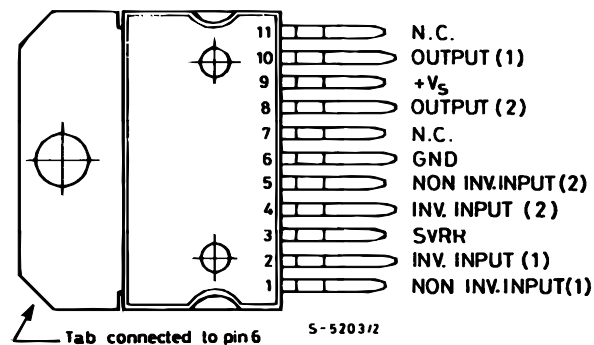 11 N.C.
10 OUTPUT (1)
9 +Vs
8 OUTPUT (2)
7 N.C.
6 GND
5 NON INV.INPUT(2)
4 INV. INPUT (2)
3 SVRR
2 INV. INPUT (1)
1 NON INV.INPUT(1)
Tab connected to pin 6
S-5203/2